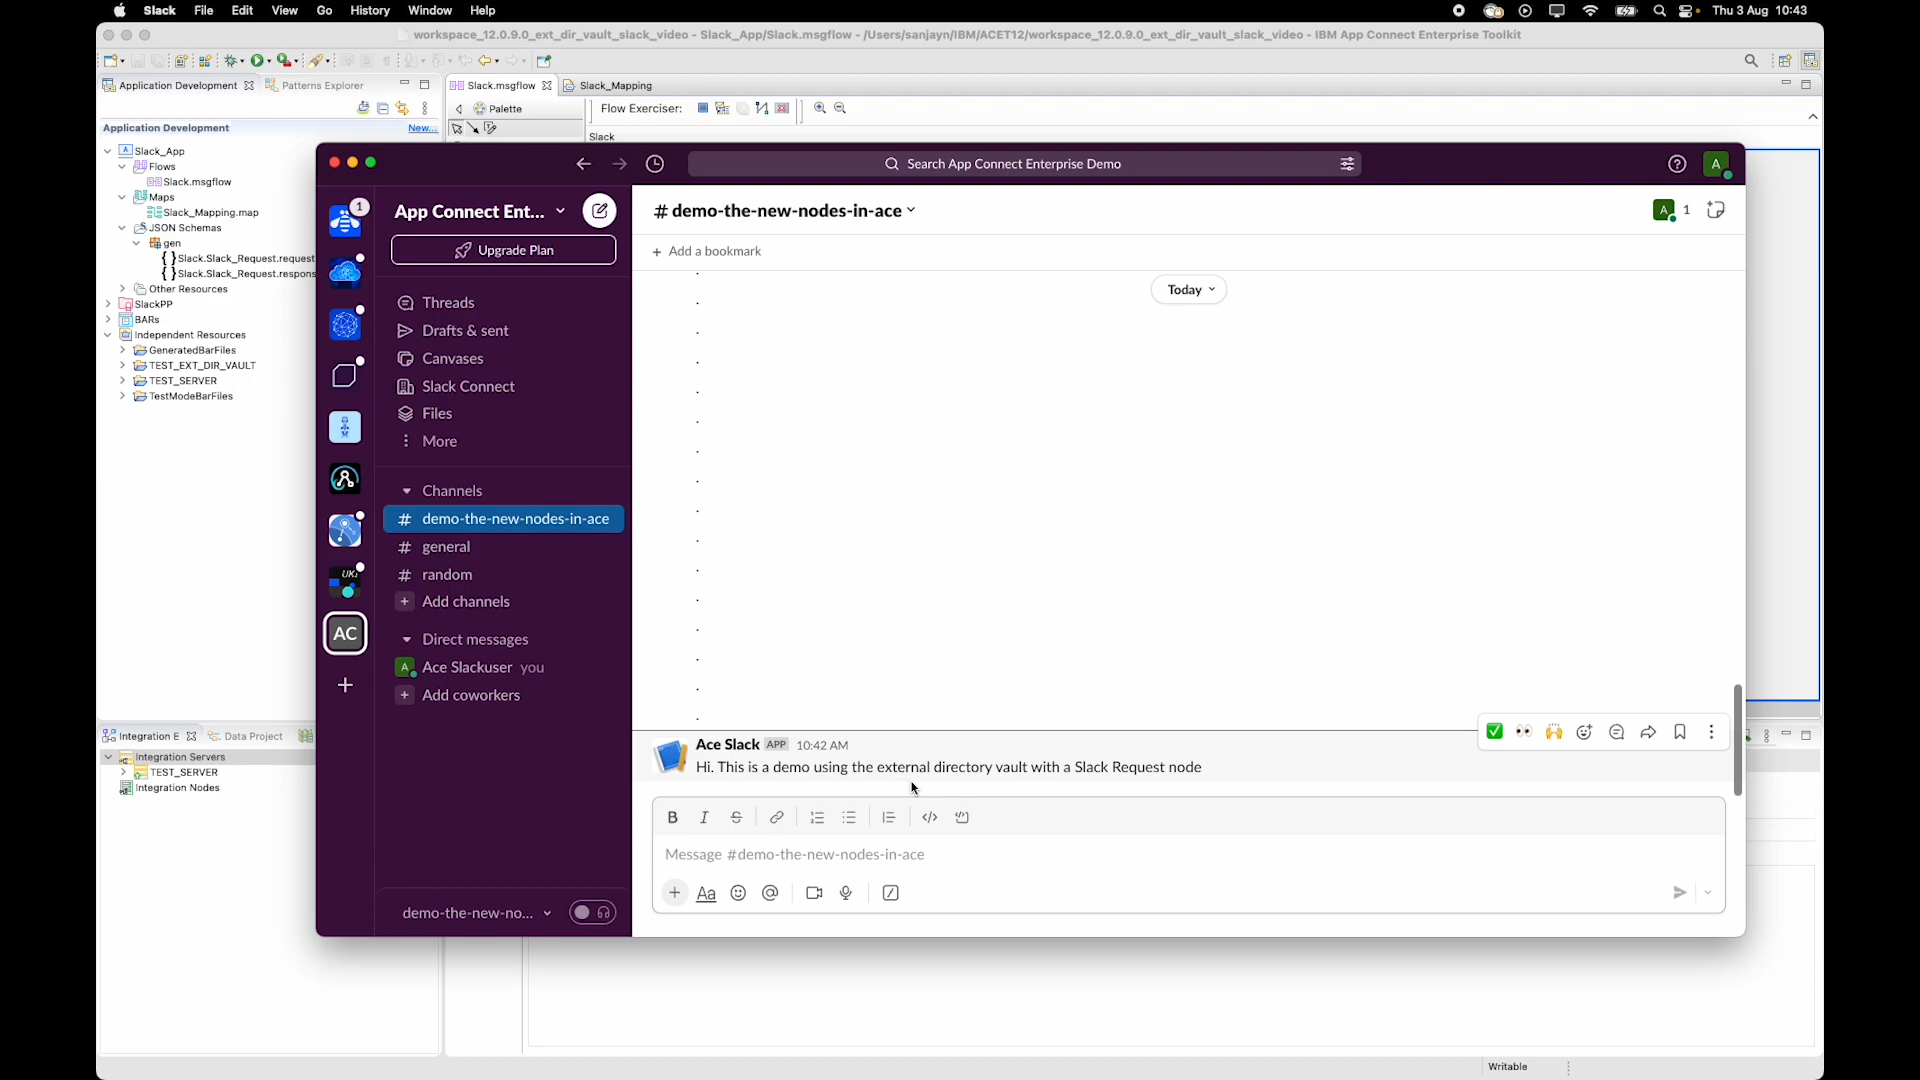 Slack File Edit View Go History Window Help
Thu 3 Aug 10:43
workspace_12.0.9.0_ext_dir_vault_slack_video - Slack_App/Slack.msgflow - /Users/sanjayn/IBM/ACET12/workspace_12.0.9.0_ext_dir_vault_slack_video - IBM App Connect Enterprise Toolkit
Application Development
Patterns Explorer
Slack.msgflow
Slack_Mapping
Palette
Flow Exerciser:
Application Development
New...
Slack
Slack_App
Flows
Slack.msgflow
Maps
Slack_Mapping.map
JSON Schemas
gen
{ }Slack.Slack_Request.request
{ }Slack.Slack_Request.respons
Other Resources
SlackPP
BARs
Independent Resources
GeneratedBarFiles
TEST_EXT_DIR_VAULT
TEST_SERVER
TestModeBarFiles
Integration E
Data Project
Integration Servers
TEST_SERVER
Integration Nodes
Search App Connect Enterprise Demo
A
1
UKI
AC
App Connect Ent...
Upgrade Plan
Threads
Drafts & sent
Canvases
Slack Connect
Files
More
Channels
# demo-the-new-nodes-in-ace
# general
# random
+ Add channels
Direct messages
A Ace Slackuser you
+ Add coworkers
demo-the-new-no...
# demo-the-new-nodes-in-ace
A 1
+ Add a bookmark
Today
Ace Slack APP 10:42 AM
Hi. This is a demo using the external directory vault with a Slack Request node
B I S
Message #demo-the-new-nodes-in-ace
Aa
Writable